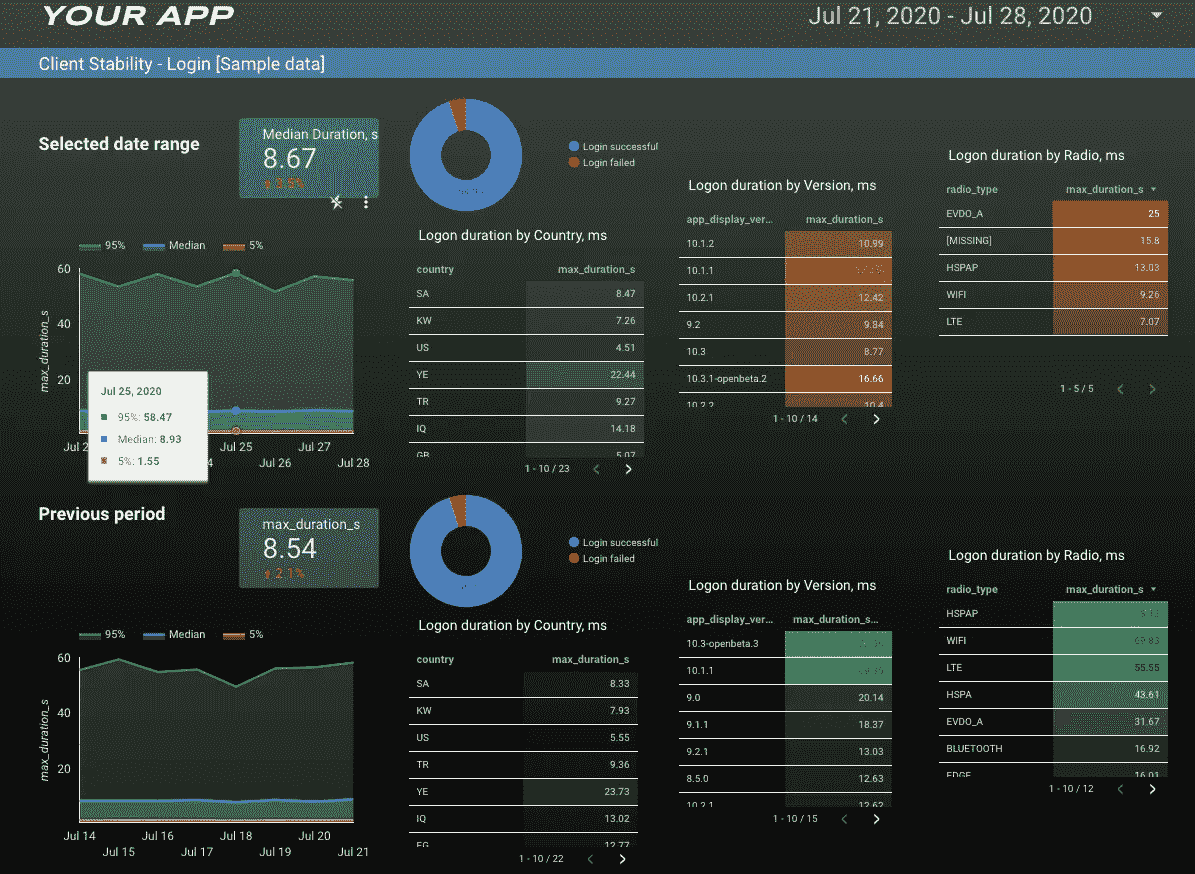 YOUR APP
Jul 21, 2020 - Jul 28, 2020
Client Stability - Login [Sample data]
Selected date range
Median Duration, s
8.67
Login successful
Login failed
95% Median 5%
60
40
20
max_duration_s
Jul 25, 2020
95%: 58.47
Median: 8.93
5%: 1.55
Jul 25 Jul 27
Jul 26 Jul 28
Logon duration by Country, ms
country max_duration_s
SA 8.47
KW 7.26
US 4.51
YE 22.44
TR 9.27
IQ 14.18
GB 5.07
1 - 10 / 23
Logon duration by Version, ms
app_display_ver... max_duration_s
10.1.2 10.99
10.1.1
10.2.1 12.42
9.2 9.84
10.3 8.77
10.3.1-openbeta.2 16.66
10.2.2 10.4
1 - 10 / 14
Logon duration by Radio, ms
radio_type max_duration_s
EVDO_A 25
[MISSING] 15.8
HSPAP 13.03
WIFI 9.26
LTE 7.07
1 - 5 / 5
Previous period
max_duration_s
8.54
2.1%
Login successful
Login failed
95% Median 5%
60
40
20
max_duration_s
Jul 14 Jul 16 Jul 18 Jul 20
Jul 15 Jul 17 Jul 19 Jul 21
Logon duration by Country, ms
country max_duration_s
SA 8.33
KW 7.93
US 5.55
TR 9.36
YE 23.73
IQ 13.02
EG 12.77
1 - 10 / 22
Logon duration by Version, ms
app_display_ver... max_duration_s...
10.3-openbeta.3
10.1.1
9.0 20.14
9.1.1 18.37
9.2.1 13.03
8.5.0 12.63
10.2.1 12.62
1 - 10 / 15
Logon duration by Radio, ms
radio_type max_duration_s
HSPAP
WIFI 69.83
LTE 55.55
HSPA 43.61
EVDO_A 31.67
BLUETOOTH 16.92
EDGE 16.01
1 - 10 / 12